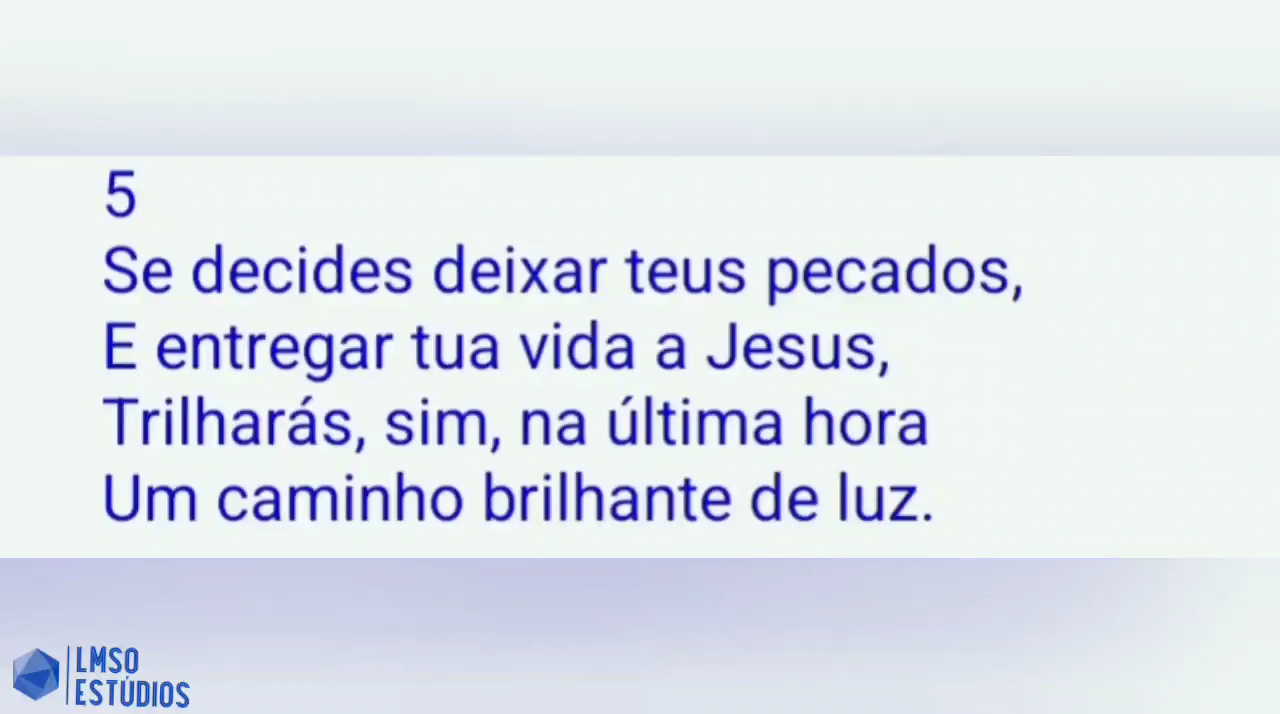 5
Se decides deixar teus pecados,
E entregar tua vida a Jesus,
Trilharás, sim, na última hora
Um caminho brilhante de luz.
LMSO
ESTÚDIOS